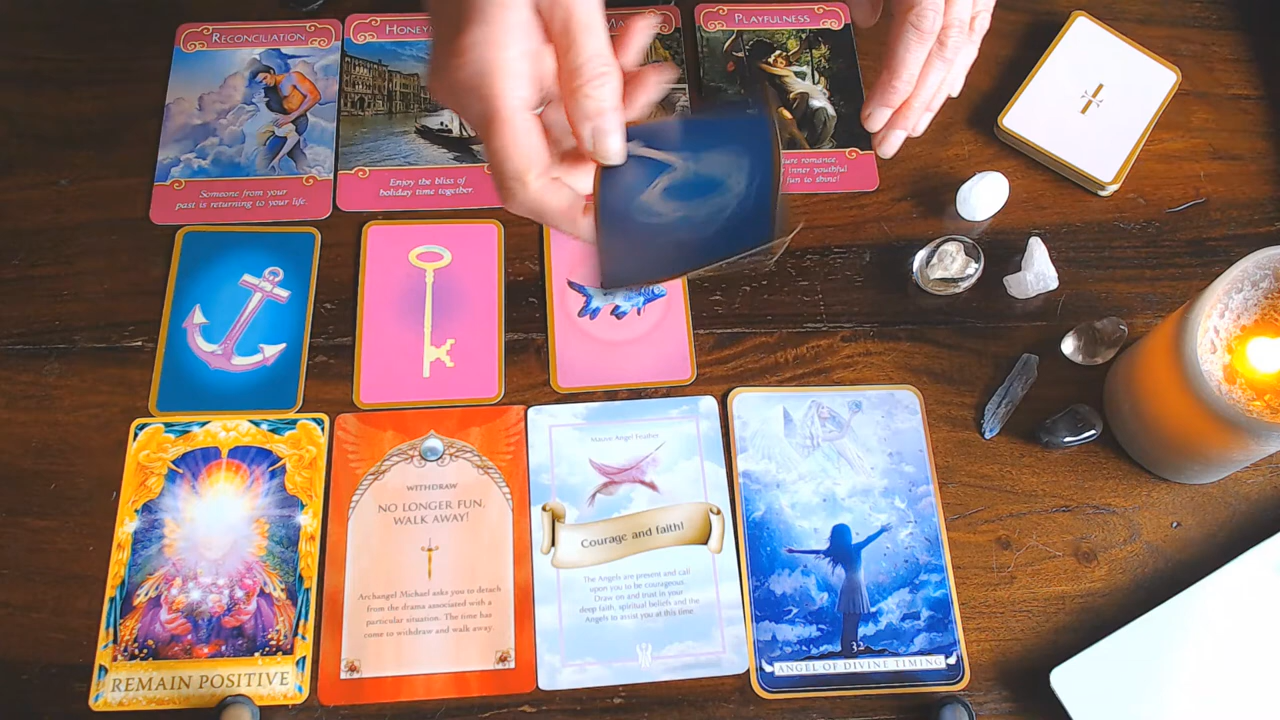 RECONCILIATION
Someone from your
past is returning to your life.
Enjoy the bliss of
holiday time together.
PLAYFULNESS
romance,
inner youthful
fun to shine!
REMAIN POSITIVE
WITHDRAW
NO LONGER FUN,
WALK AWAY!
Archangel Michael asks you to detach
from the drama associated with a
particular situation. The time has
come to withdraw and walk away.
Mauve Angel Feather
Courage and faith!
The Angels are present and call
upon you to be courageous.
Draw on and trust in your
deep faith, spiritual beliefs and the
Angels to assist you at this time.
32
ANGEL OF DIVINE TIMING